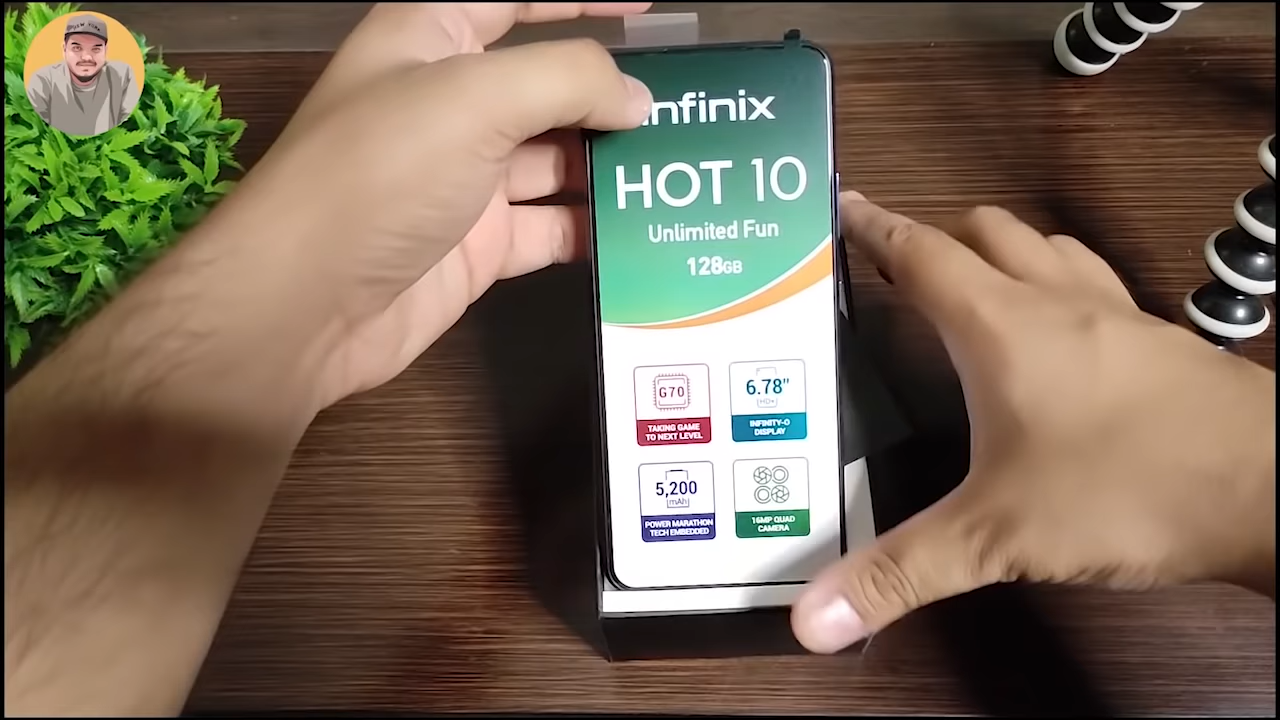 infinix
HOT 10
Unlimited Fun
128GB
G70
TAKING GAME
TO NEXT LEVEL
6.78"
HD+
INFINITY-O
DISPLAY
5,200
mAh
POWER MARATHON
TECH EMBEDDED
16MP QUAD
CAMERA